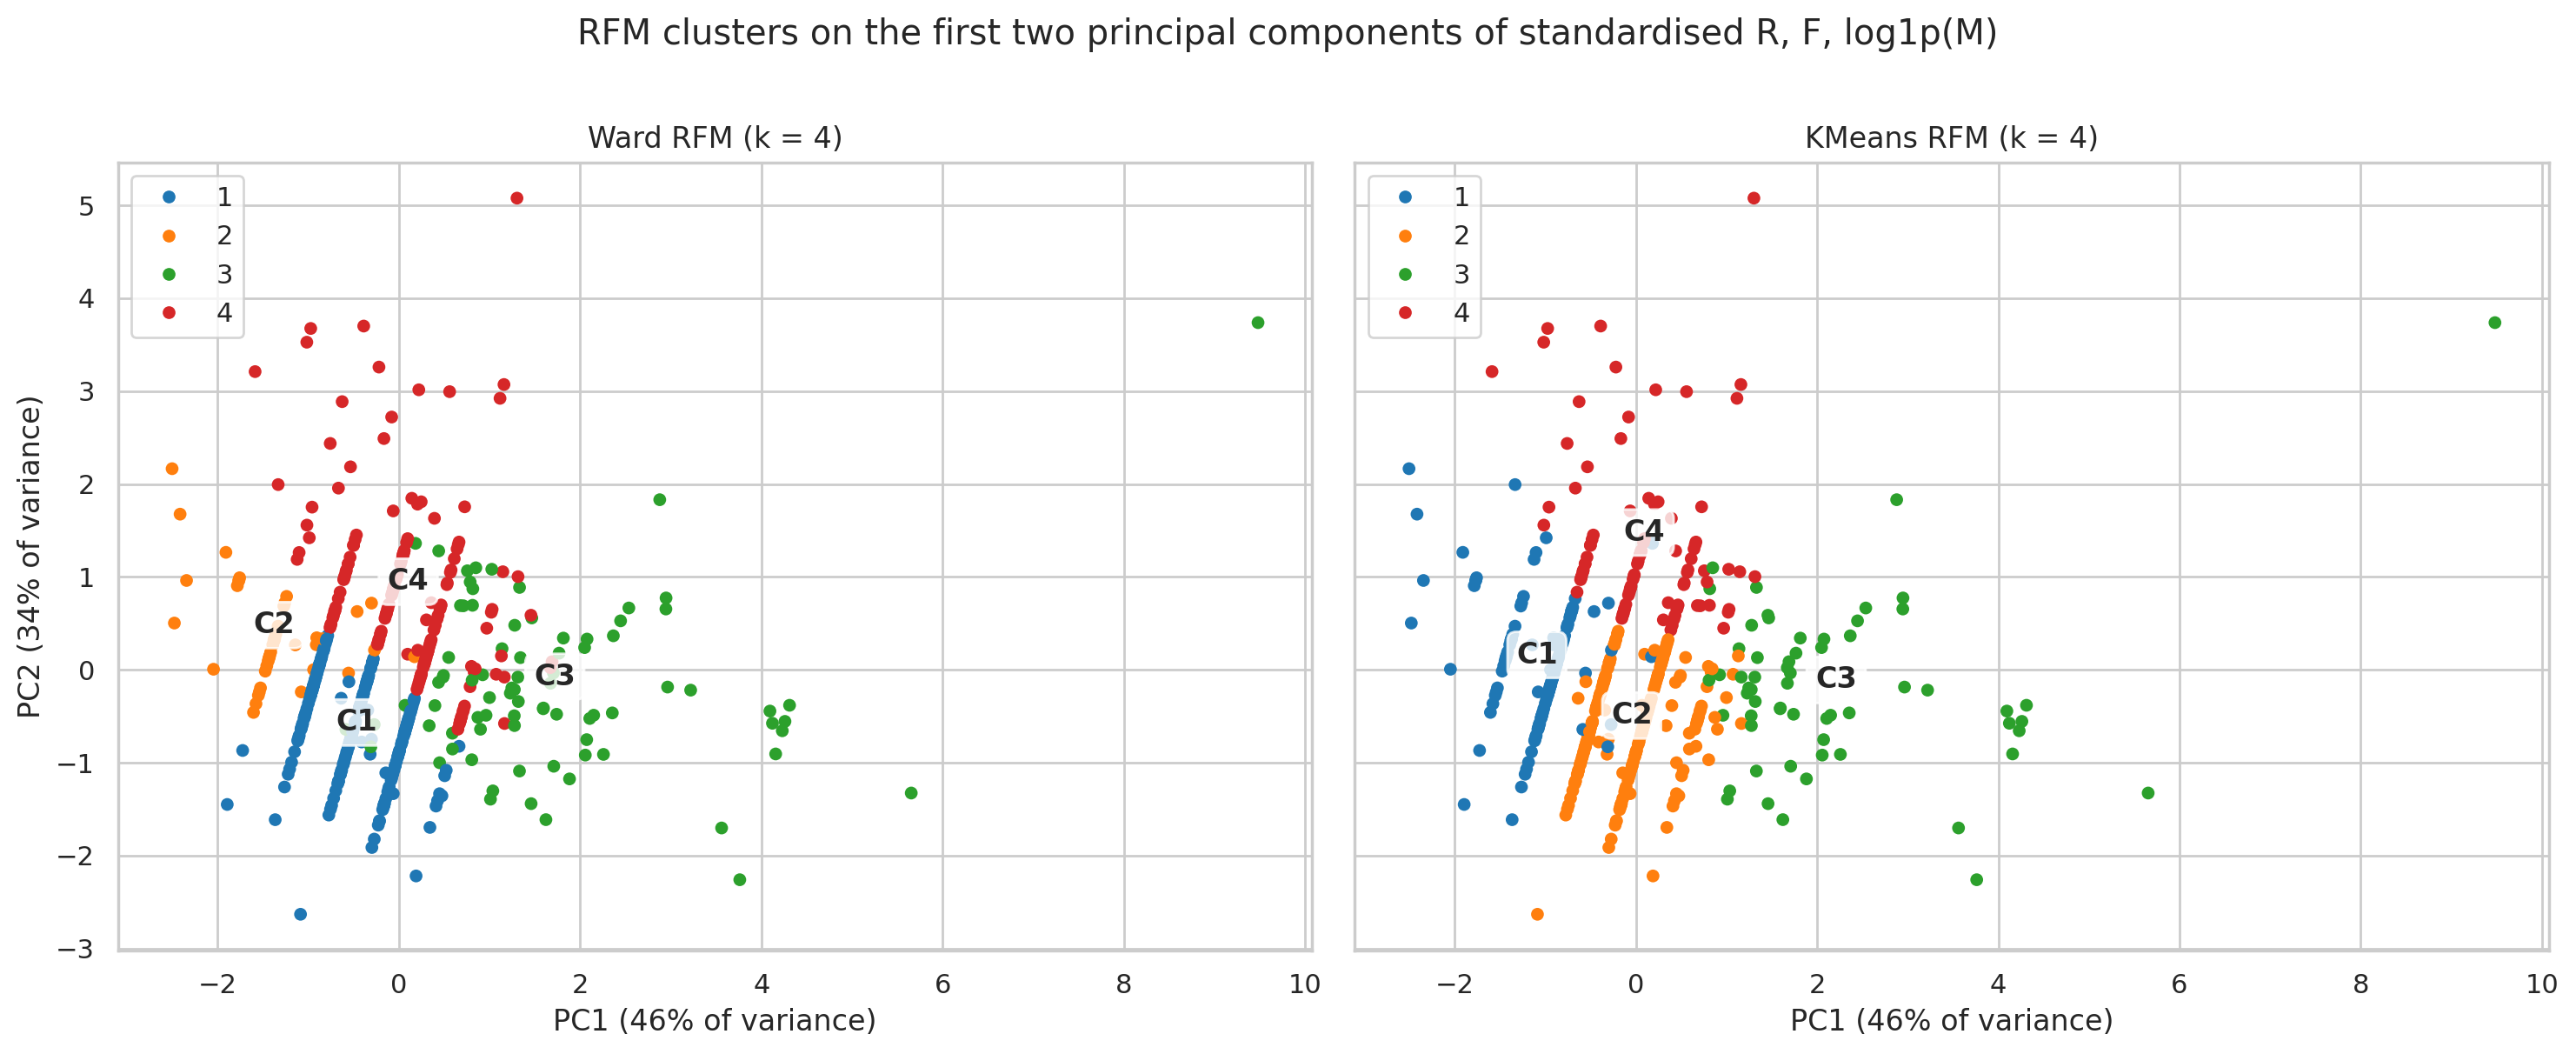 RFM clusters on the first two principal components of standardised R, F, log1p(M)
Ward RFM (k = 4)
1
2
3
4
5
4
3
2
1
0
−1
−2
−3
PC2 (34% of variance)
C4
C2
C3
C1
−2 0 2 4 6 8 10
PC1 (46% of variance)
KMeans RFM (k = 4)
1
2
3
4
C4
C1
C3
C2
−2 0 2 4 6 8 10
PC1 (46% of variance)